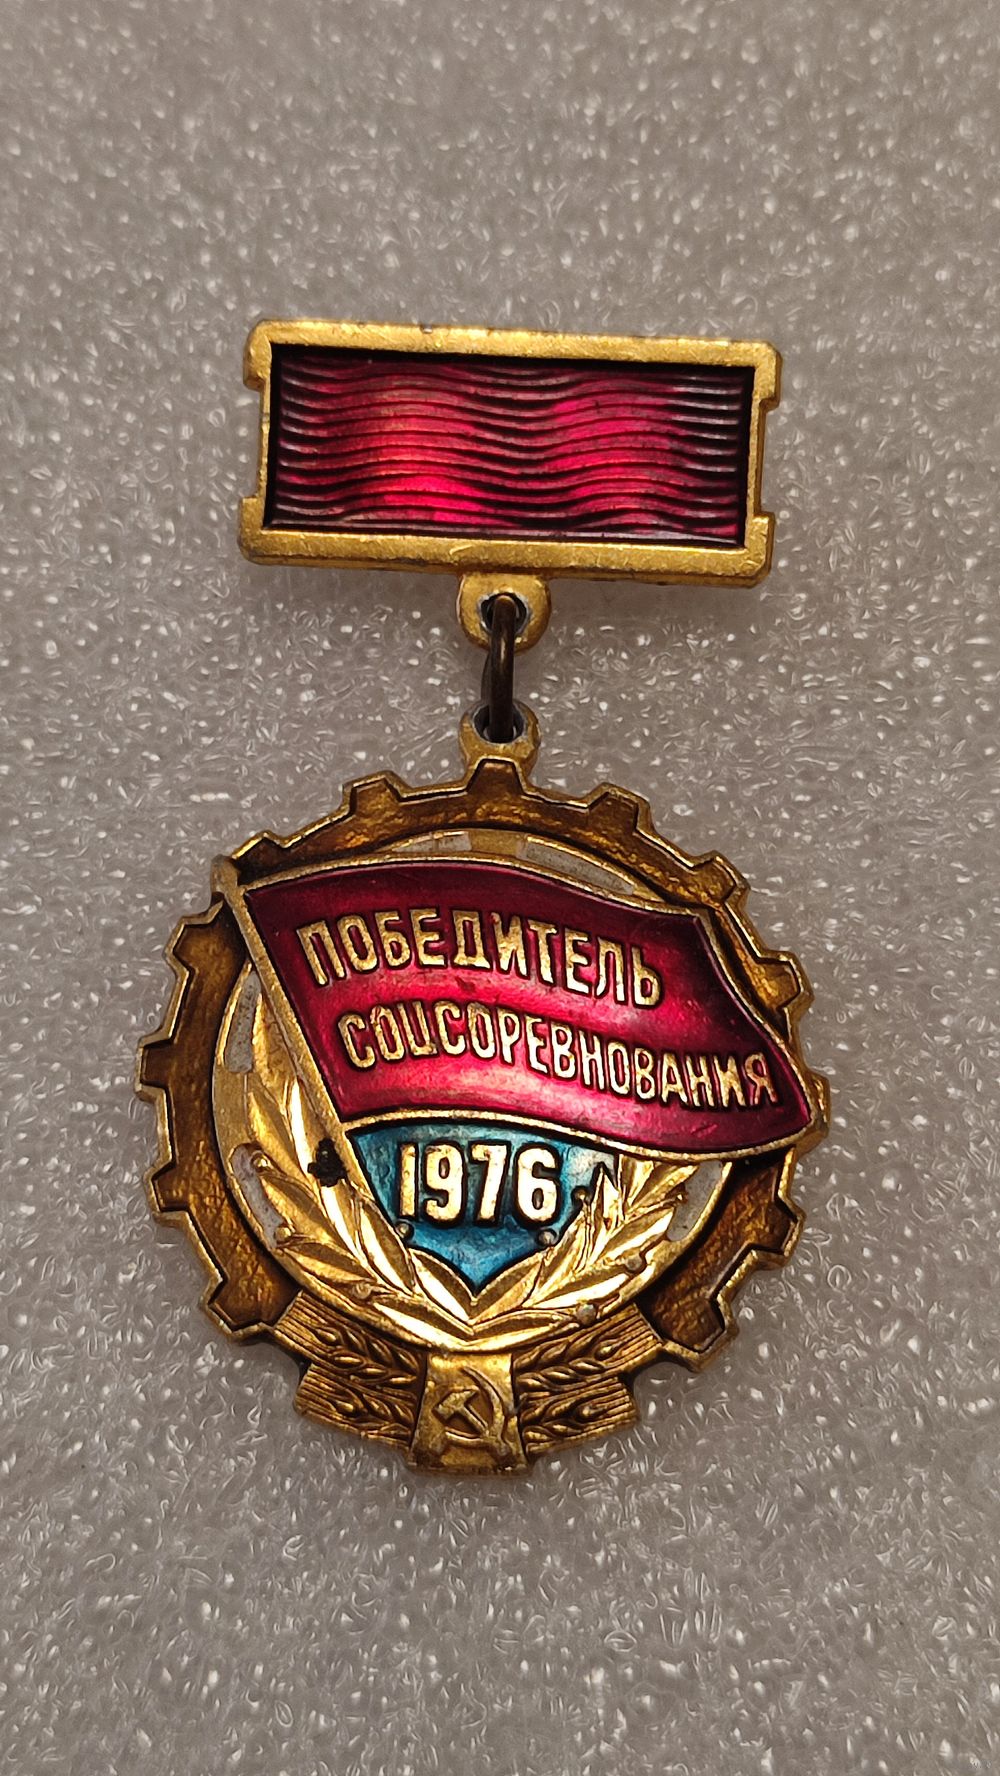 ПОБЕДИТЕЛЬ
СОЦСОРЕВНОВАНИЯ
1976